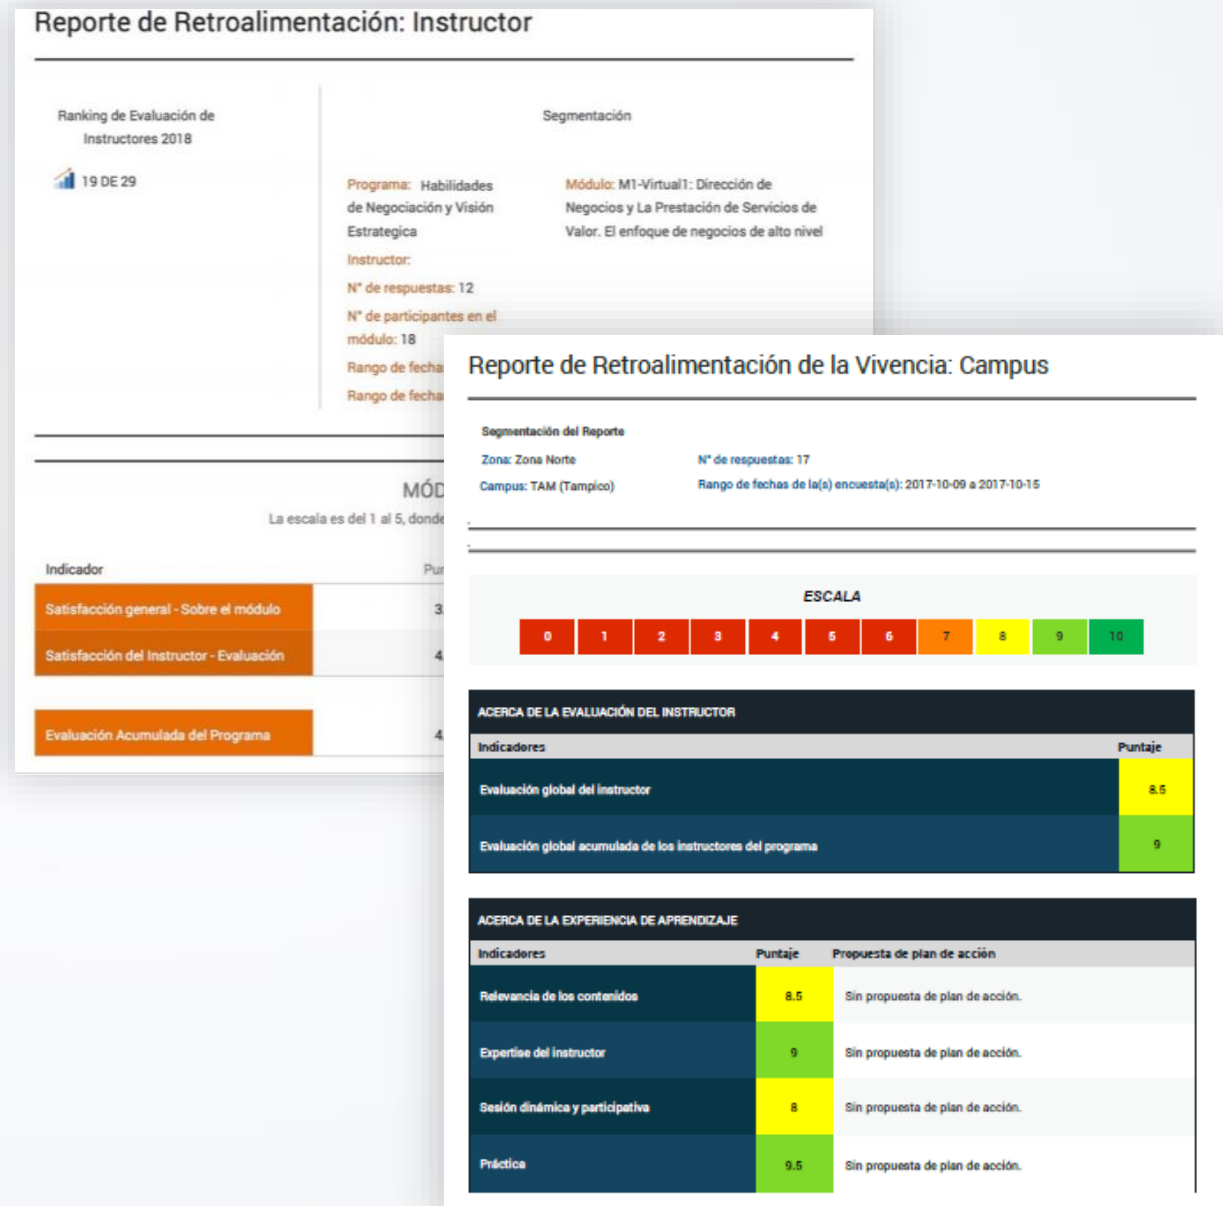 Reporte de Retroalimentación: Instructor
Ranking de Evaluación de
Instructores 2018
19 DE 29
Segmentación
Programa: Habilidades
de Negociación y Visión
Estrategica
Instructor:
N° de respuestas: 12
N° de participantes en el
módulo: 18
Rango de fecha
Rango de fecha
Módulo: M1-Virtual1: Dirección de
Negocios y La Prestación de Servicios de
Valor. El enfoque de negocios de alto nivel
MÓD
La escala es del 1 al 5, donde
Indicador Pun
Satisfacción general - Sobre el módulo 3.
Satisfacción del Instructor - Evaluación 4.
Evaluación Acumulada del Programa 4.
Reporte de Retroalimentación de la Vivencia: Campus
Segmentación del Reporte
Zona: Zona Norte N° de respuestas: 17
Campus: TAM (Tampico) Rango de fechas de la(s) encuesta(s): 2017-10-09 a 2017-10-15
ESCALA
0 1 2 3 4 5 6 7 8 9 10
ACERCA DE LA EVALUACIÓN DEL INSTRUCTOR
Indicadores Puntaje
Evaluación global del instructor 8.5
Evaluación global acumulada de los instructores del programa 9
ACERCA DE LA EXPERIENCIA DE APRENDIZAJE
Indicadores Puntaje Propuesta de plan de acción
Relevancia de los contenidos 8.5 Sin propuesta de plan de acción.
Expertise del instructor 9 Sin propuesta de plan de acción.
Sesión dinámica y participativa 8 Sin propuesta de plan de acción.
Práctica 9.5 Sin propuesta de plan de acción.